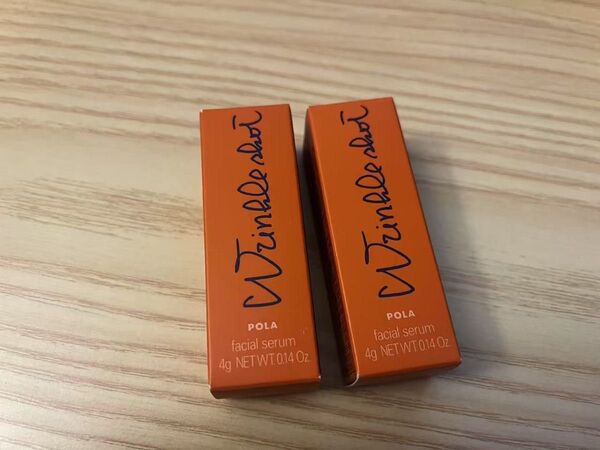 Wrinkle shot
POLA
facial serum
4g NET WT. 0.14 Oz.
Wrinkle shot
POLA
facial serum
4g NET WT. 0.14 Oz.